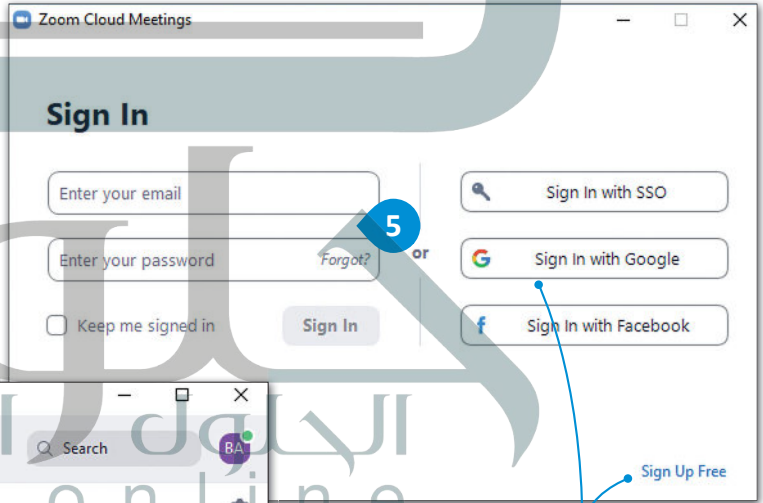 Zoom Cloud Meetings
Sign In
Enter your email
Enter your password Forgot?
Keep me signed in Sign In
5
or
Sign In with SSO
Sign In with Google
Sign In with Facebook
Sign Up Free
Search
BA
الحلول
online